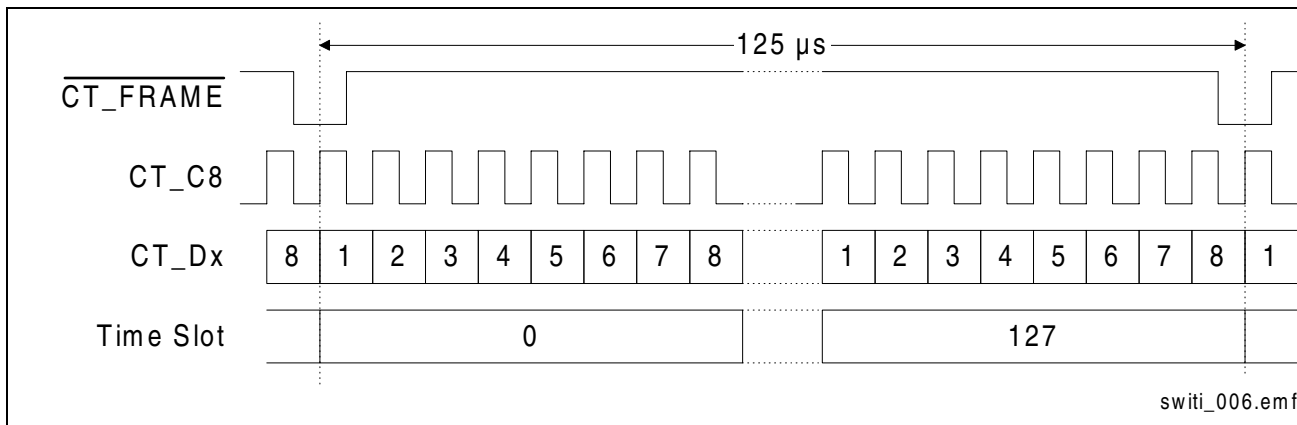 125 µs
CT_FRAME
CT_C8
CT_Dx 8 1 2 3 4 5 6 7 8 1 2 3 4 5 6 7 8 1
Time Slot 0 127
switi_006.emf